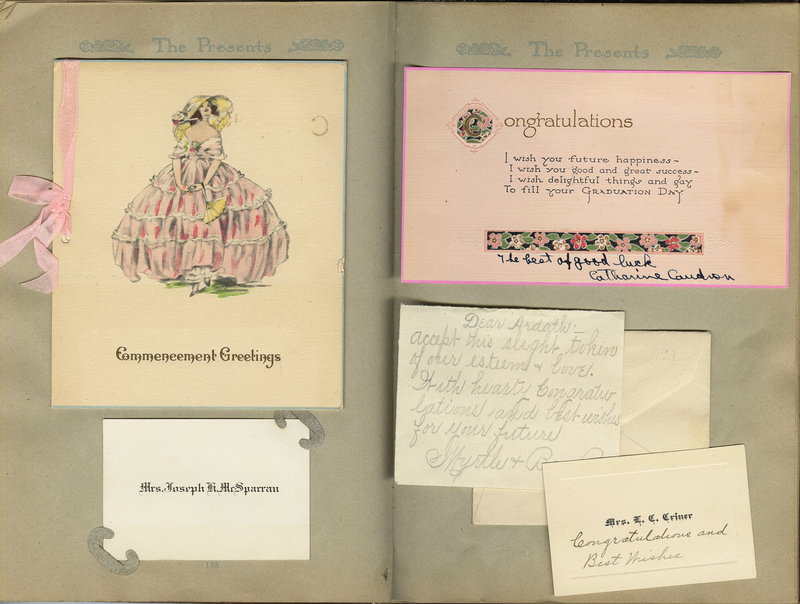 The Presents
Commencement Greetings
Mrs. Joseph H. McSparran
138
The Presents
Congratulations
I wish you future happiness~
I wish you good and great success~
I wish delightful things and gay
To fill your Graduation Day
The best of good luck
Catharine Caudron
Dear Ardath-
accept this slight token
of our esteem & love.
With hearty Congratu-
lations and best wishes
for your future
Myrtle &
Mrs. L. C. Criner
Congratulations and
Best Wishes